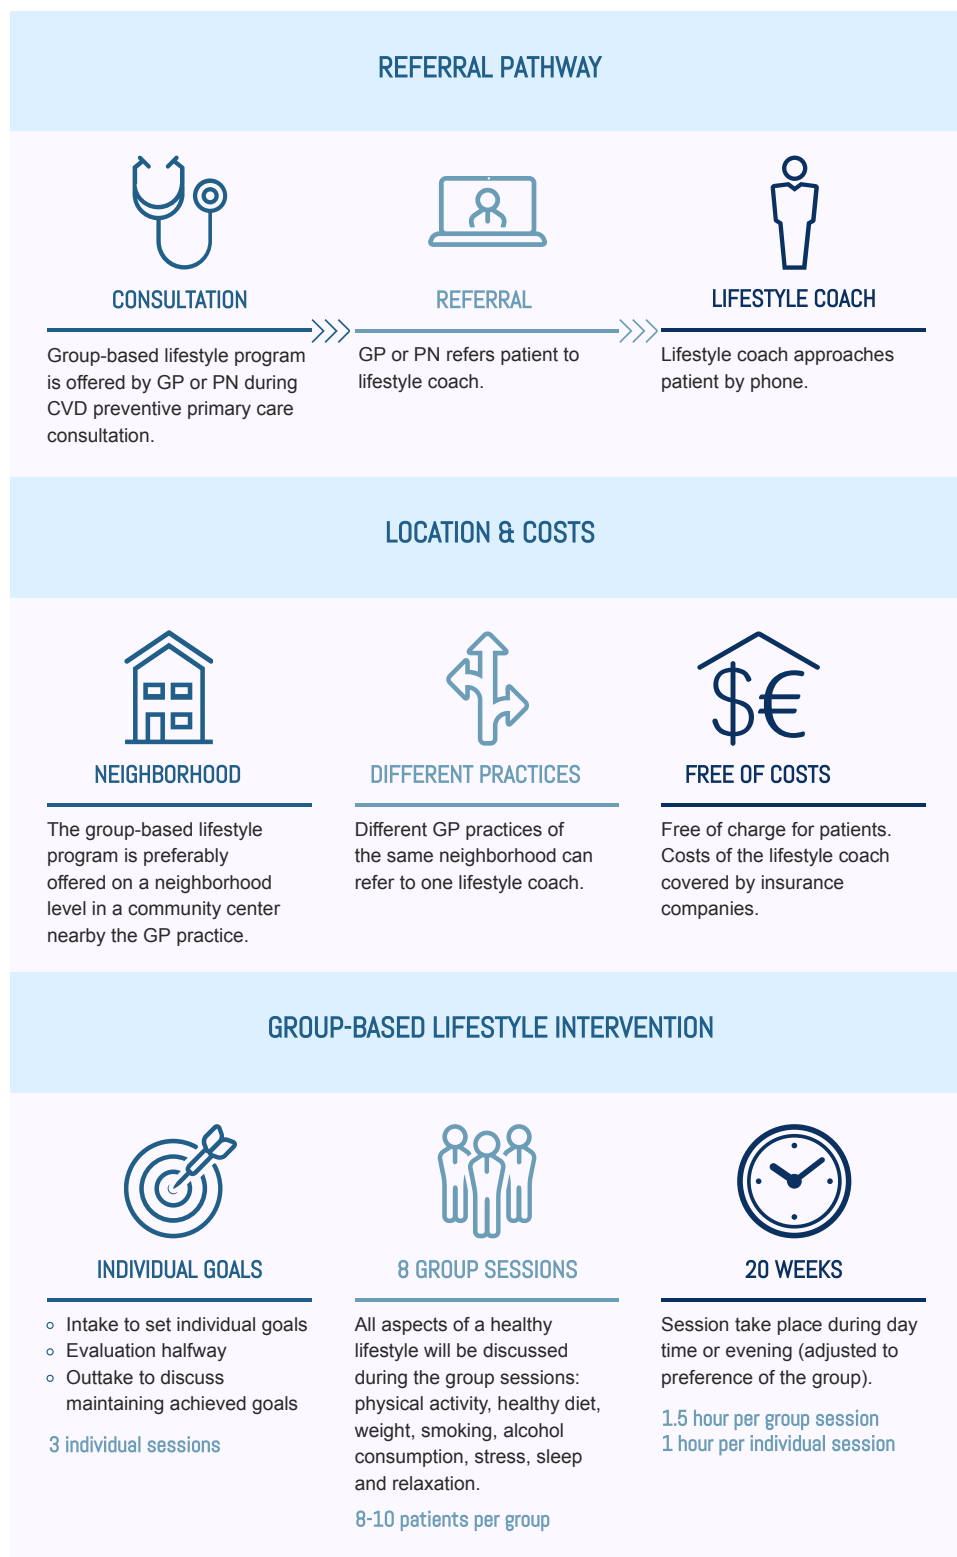 REFERRAL PATHWAY
CONSULTATION
Group-based lifestyle program
is offered by GP or PN during
CVD preventive primary care
consultation.
REFERRAL
GP or PN refers patient to
lifestyle coach.
LIFESTYLE COACH
Lifestyle coach approaches
patient by phone.
LOCATION & COSTS
NEIGHBORHOOD
The group-based lifestyle
program is preferably
offered on a neighborhood
level in a community center
nearby the GP practice.
DIFFERENT PRACTICES
Different GP practices of
the same neighborhood can
refer to one lifestyle coach.
$€
FREE OF COSTS
Free of charge for patients.
Costs of the lifestyle coach
covered by insurance
companies.
GROUP-BASED LIFESTYLE INTERVENTION
INDIVIDUAL GOALS
Intake to set individual goals
Evaluation halfway
Outtake to discuss
maintaining achieved goals
3 individual sessions
8 GROUP SESSIONS
All aspects of a healthy
lifestyle will be discussed
during the group sessions:
physical activity, healthy diet,
weight, smoking, alcohol
consumption, stress, sleep
and relaxation.
8-10 patients per group
20 WEEKS
Session take place during day
time or evening (adjusted to
preference of the group).
1.5 hour per group session
1 hour per individual session